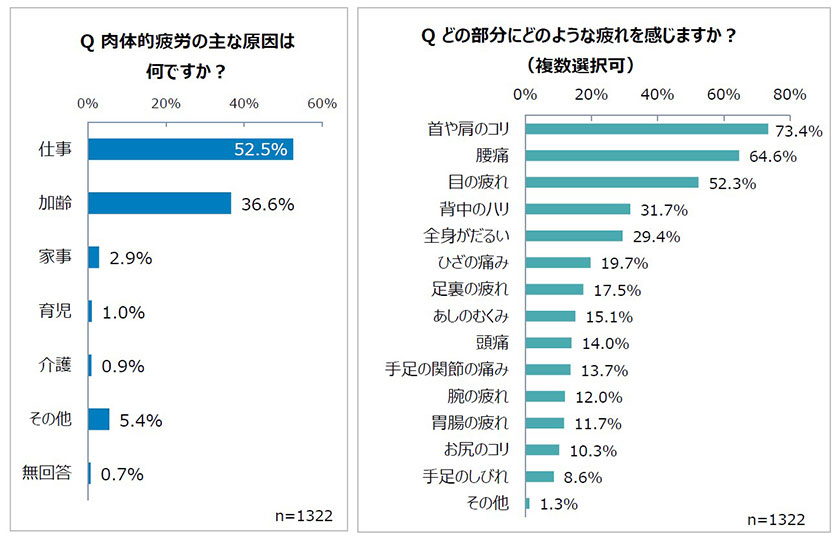 Q 肉体的疲労の主な原因は
何ですか？
0% 20% 40% 60%
仕事 52.5%
加齢 36.6%
家事 2.9%
育児 1.0%
介護 0.9%
その他 5.4%
無回答 0.7%
n=1322
Q どの部分にどのような疲れを感じますか？
（複数選択可）
0% 20% 40% 60% 80%
首や肩のコリ 73.4%
腰痛 64.6%
目の疲れ 52.3%
背中のハリ 31.7%
全身がだるい 29.4%
ひざの痛み 19.7%
足裏の疲れ 17.5%
あしのむくみ 15.1%
頭痛 14.0%
手足の関節の痛み 13.7%
腕の疲れ 12.0%
胃腸の疲れ 11.7%
お尻のコリ 10.3%
手足のしびれ 8.6%
その他 1.3%
n=1322